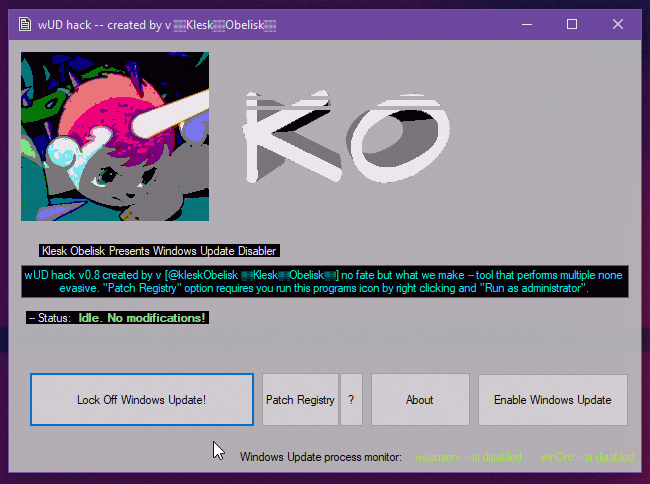 wUD hack -- created by v ▒▒Klesk▒▒Obelisk▒▒
KO
Klesk Obelisk Presents Windows Update Disabler
wUD hack v0.8 created by v [@kleskObelisk ▒▒Klesk▒▒Obelisk▒▒] no fate but what we make -- tool that performs multiple none
evasive. "Patch Registry" option requires you run this programs icon by right clicking and "Run as administrator".
-- Status: Idle. No modifications!
Lock Off Windows Update! Patch Registry ? About Enable Windows Update
Windows Update process monitor: wuauserv -- is disabled